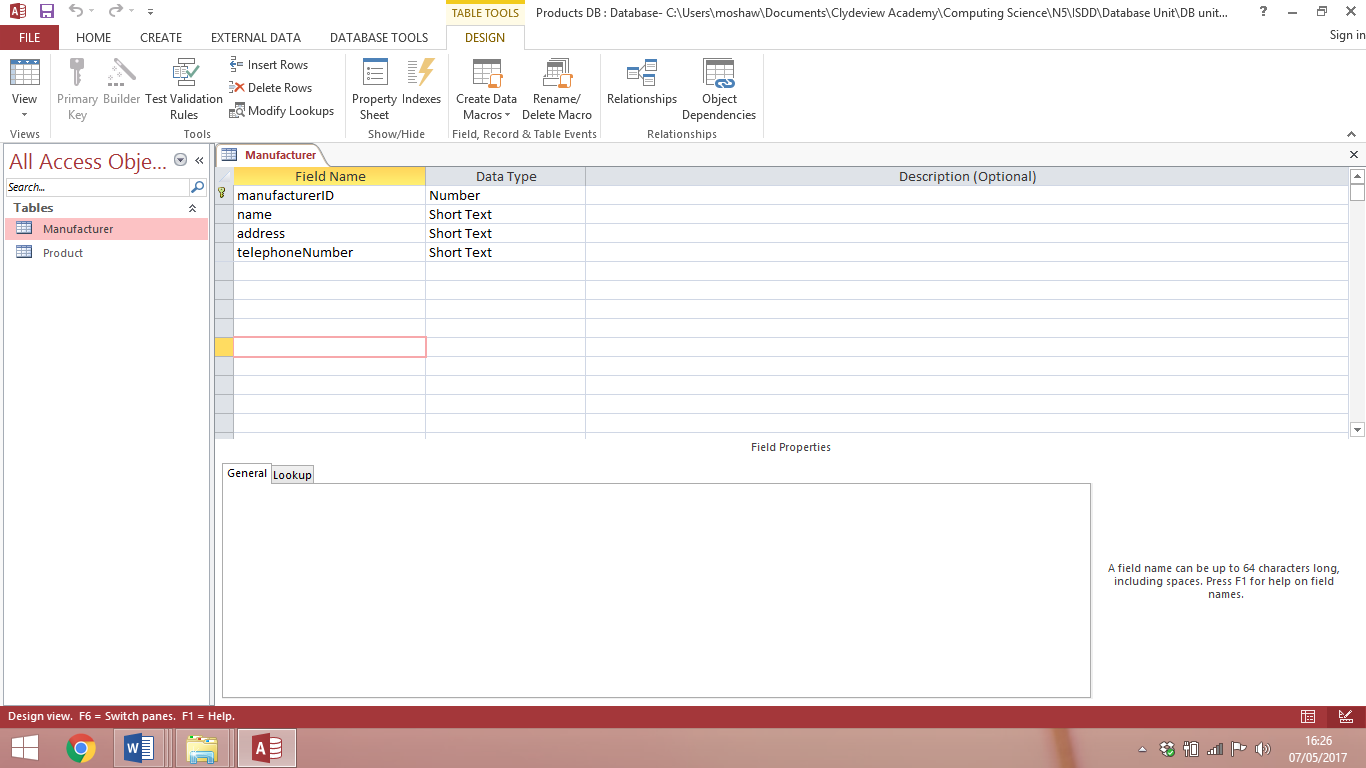 TABLE TOOLS Products DB : Database- C:\Users\moshaw\Documents\Clydeview Academy\Computing Science\N5\ISDD\Database Unit\DB unit... ?
FILE HOME CREATE EXTERNAL DATA DATABASE TOOLS DESIGN Sign in
View
Primary Key
Builder
Test Validation Rules
Insert Rows
Delete Rows
Modify Lookups
Property Sheet
Indexes
Create Data Macros
Rename/ Delete Macro
Relationships
Object Dependencies
Views Tools Show/Hide Field, Record & Table Events Relationships
All Access Obje...
Search...
Tables
Manufacturer
Product
Manufacturer
Field Name Data Type Description (Optional)
manufacturerID Number
name Short Text
address Short Text
telephoneNumber Short Text
Field Properties
General Lookup
A field name can be up to 64 characters long,
including spaces. Press F1 for help on field
names.
Design view. F6 = Switch panes. F1 = Help.
16:26
07/05/2017